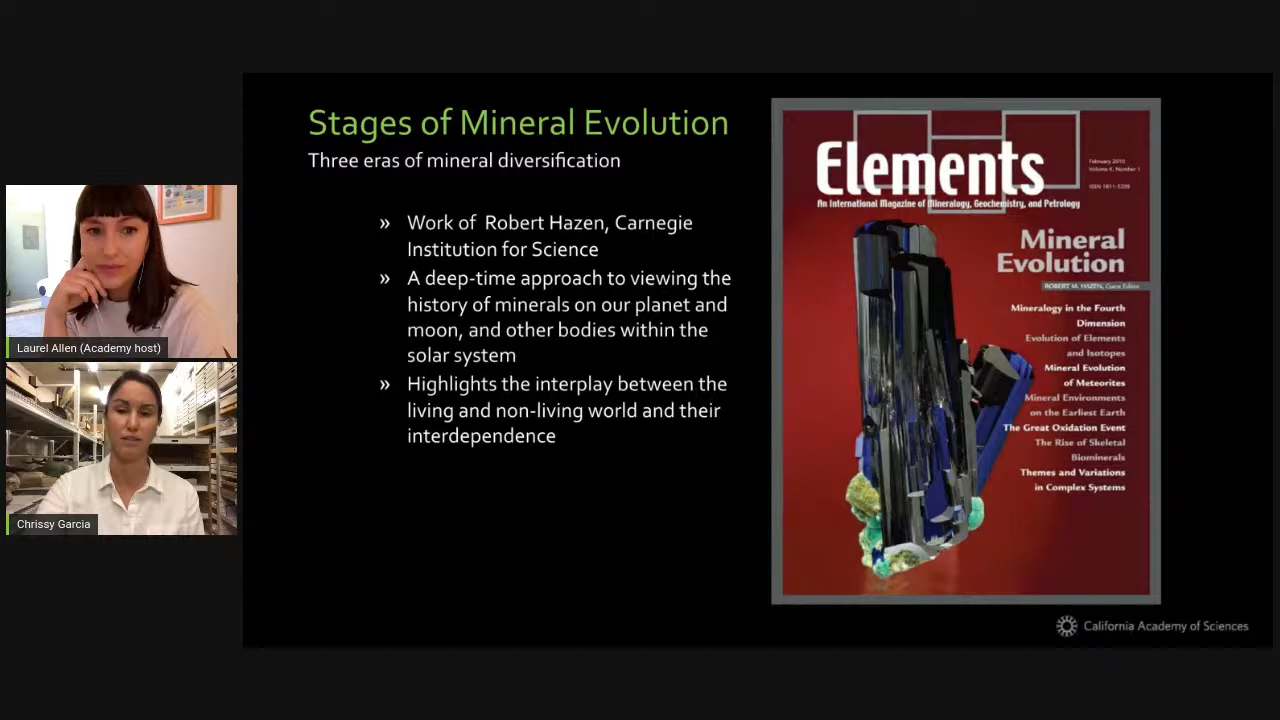 Stages of Mineral Evolution
Three eras of mineral diversification
» Work of Robert Hazen, Carnegie
Institution for Science
» A deep-time approach to viewing the
history of minerals on our planet and
moon, and other bodies within the
solar system
» Highlights the interplay between the
living and non-living world and their
interdependence
Laurel Allen (Academy host)
Chrissy Garcia
Elements
February 2010
Volume 6, Number 1
ISSN 1811-5209
An International Magazine of Mineralogy, Geochemistry, and Petrology
Mineral
Evolution
ROBERT M. HAZEN, Guest Editor
Mineralogy in the Fourth
Dimension
Evolution of Elements
and Isotopes
Mineral Evolution
of Meteorites
Mineral Environments
on the Earliest Earth
The Great Oxidation Event
The Rise of Skeletal
Biominerals
Themes and Variations
in Complex Systems
California Academy of Sciences